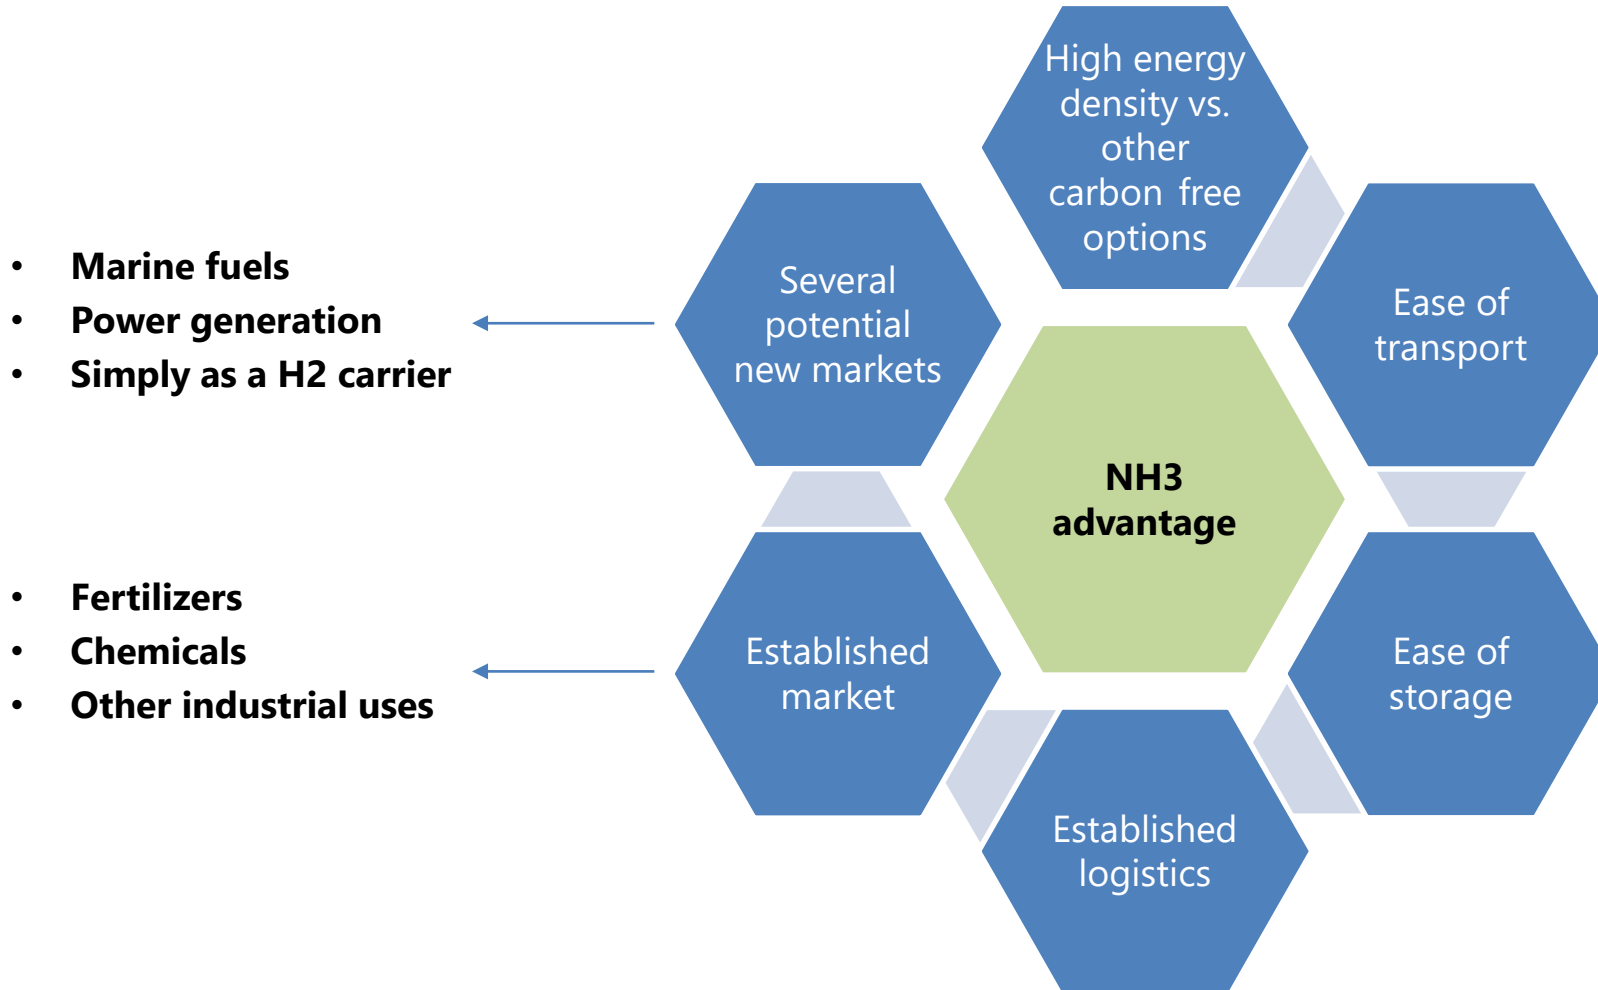 High energy
density vs.
other
carbon free
options
• Marine fuels
• Power generation
• Simply as a H2 carrier
Several
potential
new markets
Ease of
transport
NH3
advantage
• Fertilizers
• Chemicals
• Other industrial uses
Established
market
Ease of
storage
Established
logistics